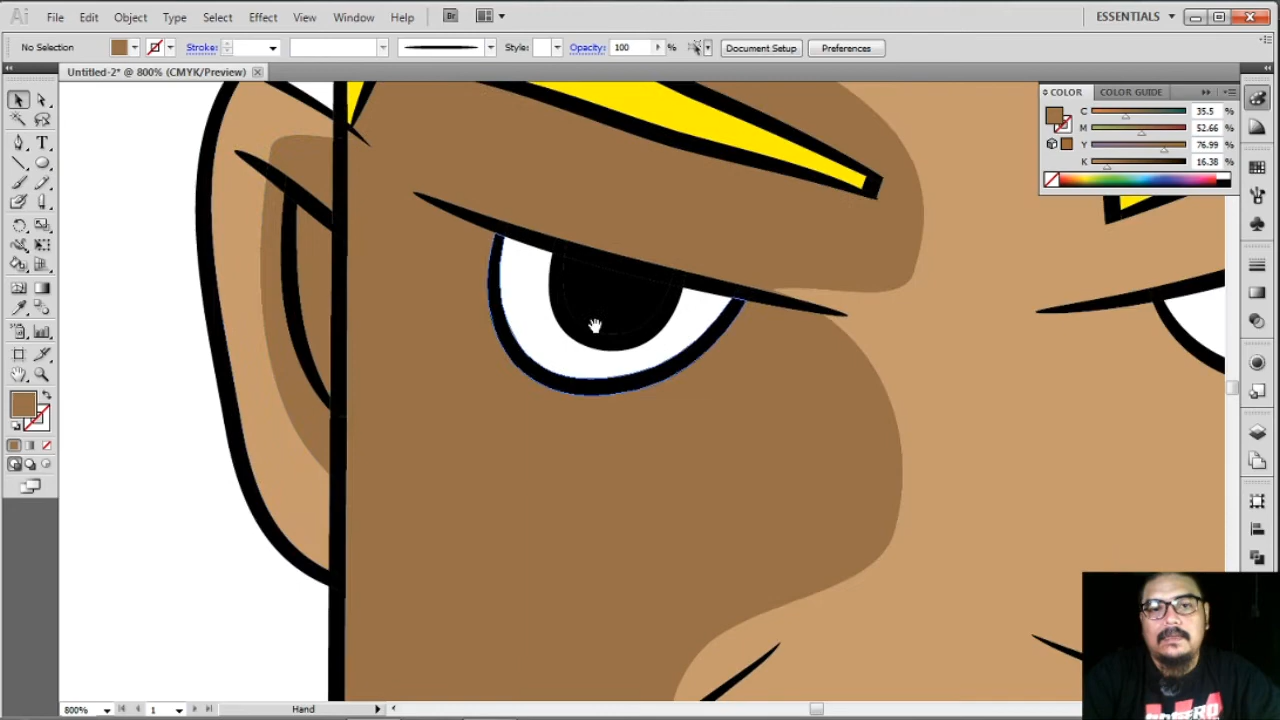 Ai File Edit Object Type Select Effect View Window Help Br ESSENTIALS
No Selection Stroke: Style: Opacity: 100 % Document Setup Preferences
Untitled-2* @ 800% (CMYK/Preview)
COLOR COLOR GUIDE
C 35.5 %
M 52.66 %
Y 76.99 %
K 16.38 %
T
800% 1 Hand